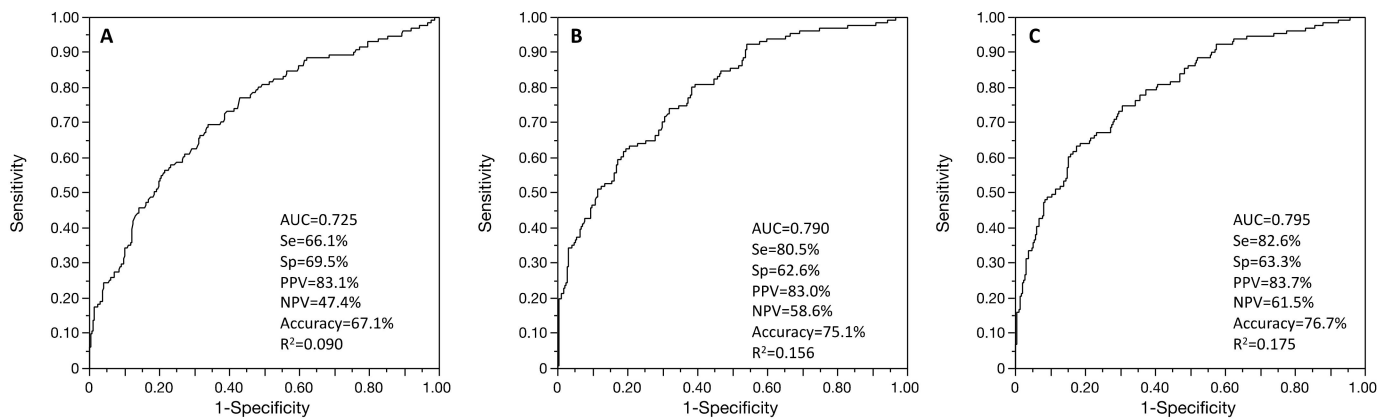 A
1.00
0.90
0.80
0.70
0.60
0.50
0.40
0.30
0.20
0.10
0
Sensitivity
AUC=0.725
Se=66.1%
Sp=69.5%
PPV=83.1%
NPV=47.4%
Accuracy=67.1%
R²=0.090
0 0.20 0.40 0.60 0.80 1.00
1-Specificity
B
1.00
0.90
0.80
0.70
0.60
0.50
0.40
0.30
0.20
0.10
0
Sensitivity
AUC=0.790
Se=80.5%
Sp=62.6%
PPV=83.0%
NPV=58.6%
Accuracy=75.1%
R²=0.156
0 0.20 0.40 0.60 0.80 1.00
1-Specificity
C
1.00
0.90
0.80
0.70
0.60
0.50
0.40
0.30
0.20
0.10
0
Sensitivity
AUC=0.795
Se=82.6%
Sp=63.3%
PPV=83.7%
NPV=61.5%
Accuracy=76.7%
R²=0.175
0 0.20 0.40 0.60 0.80 1.00
1-Specificity